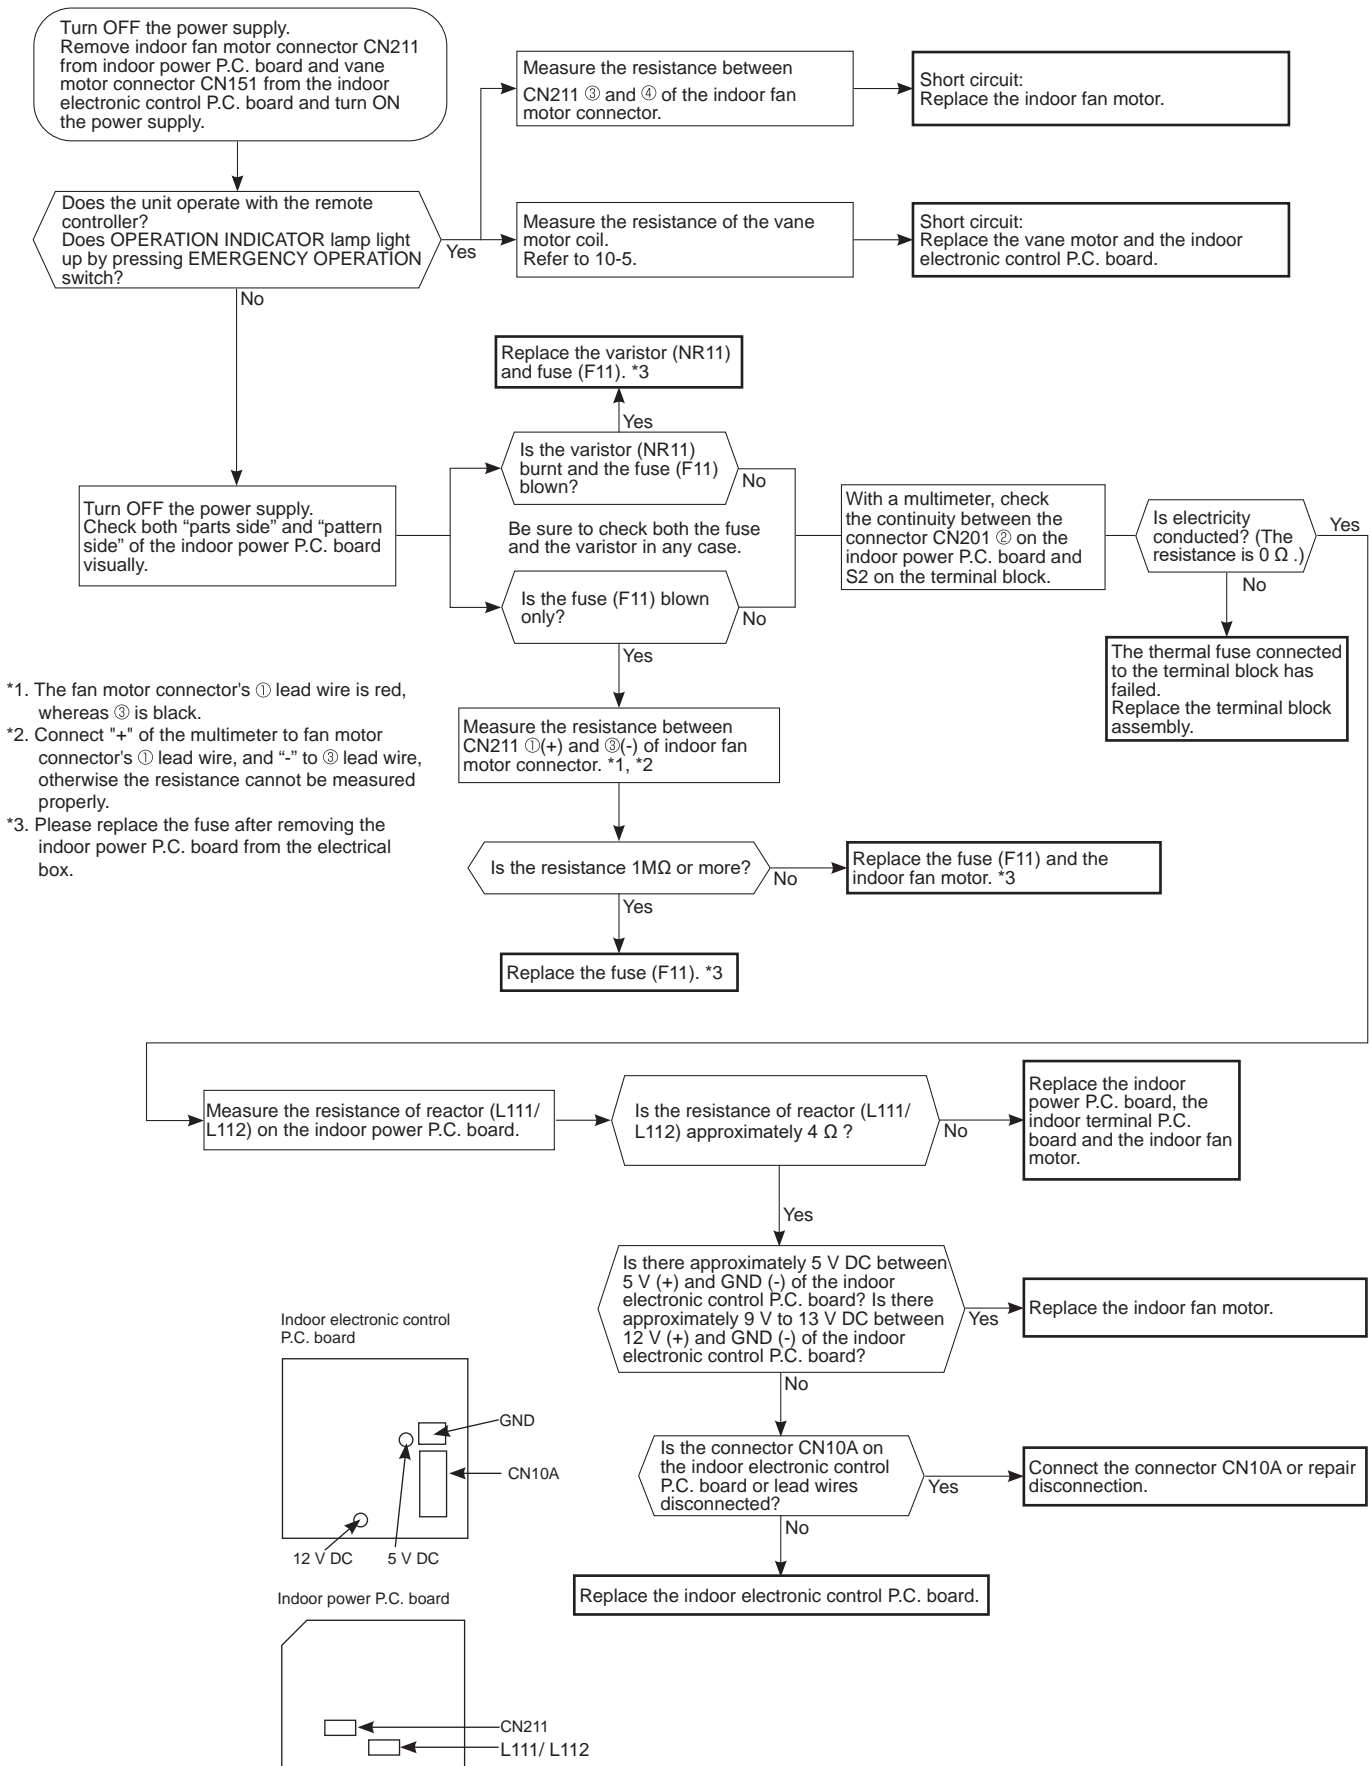 Turn OFF the power supply.
Remove indoor fan motor connector CN211
from indoor power P.C. board and vane
motor connector CN151 from the indoor
electronic control P.C. board and turn ON
the power supply.
Measure the resistance between
CN211 ③ and ④ of the indoor fan
motor connector.
Short circuit:
Replace the indoor fan motor.
Does the unit operate with the remote
controller?
Does OPERATION INDICATOR lamp light
up by pressing EMERGENCY OPERATION
switch?
Yes
Measure the resistance of the vane
motor coil.
Refer to 10-5.
Short circuit:
Replace the vane motor and the indoor
electronic control P.C. board.
No
Replace the varistor (NR11)
and fuse (F11). *3
Yes
Is the varistor (NR11)
burnt and the fuse (F11)
blown?
No
Turn OFF the power supply.
Check both “parts side” and “pattern
side” of the indoor power P.C. board
visually.
Be sure to check both the fuse
and the varistor in any case.
Is the fuse (F11) blown
only?
No
Yes
With a multimeter, check
the continuity between the
connector CN201 ② on the
indoor power P.C. board and
S2 on the terminal block.
Is electricity
conducted? (The
resistance is 0 Ω .)
Yes
No
The thermal fuse connected
to the terminal block has
failed.
Replace the terminal block
assembly.
*1. The fan motor connector's ① lead wire is red,
whereas ③ is black.
*2. Connect "+" of the multimeter to fan motor
connector's ① lead wire, and “-” to ③ lead wire,
otherwise the resistance cannot be measured
properly.
*3. Please replace the fuse after removing the
indoor power P.C. board from the electrical
box.
Measure the resistance between
CN211 ①(+) and ③(-) of indoor fan
motor connector. *1, *2
Is the resistance 1MΩ or more?
No
Replace the fuse (F11) and the
indoor fan motor. *3
Yes
Replace the fuse (F11). *3
Measure the resistance of reactor (L111/
L112) on the indoor power P.C. board.
Is the resistance of reactor (L111/
L112) approximately 4 Ω ?
No
Replace the indoor
power P.C. board, the
indoor terminal P.C.
board and the indoor fan
motor.
Yes
Is there approximately 5 V DC between
5 V (+) and GND (-) of the indoor
electronic control P.C. board? Is there
approximately 9 V to 13 V DC between
12 V (+) and GND (-) of the indoor
electronic control P.C. board?
Yes
Replace the indoor fan motor.
No
Is the connector CN10A on
the indoor electronic control
P.C. board or lead wires
disconnected?
Yes
Connect the connector CN10A or repair
disconnection.
No
Replace the indoor electronic control P.C. board.
Indoor electronic control
P.C. board
GND
CN10A
12 V DC
5 V DC
Indoor power P.C. board
CN211
L111/ L112